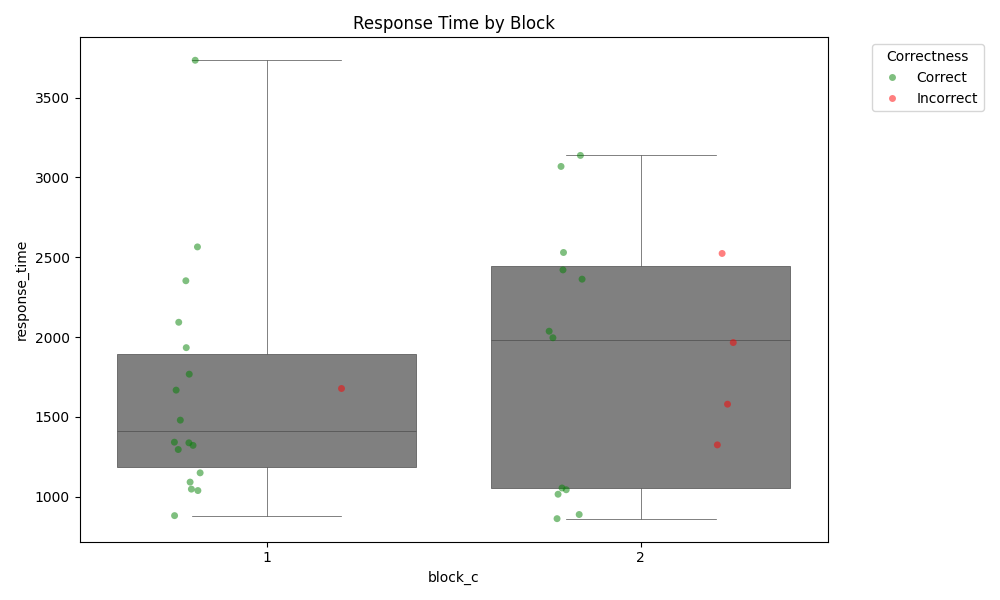 Response Time by Block
Correctness
Correct
Incorrect
response_time
3500
3000
2500
2000
1500
1000
1
2
block_c